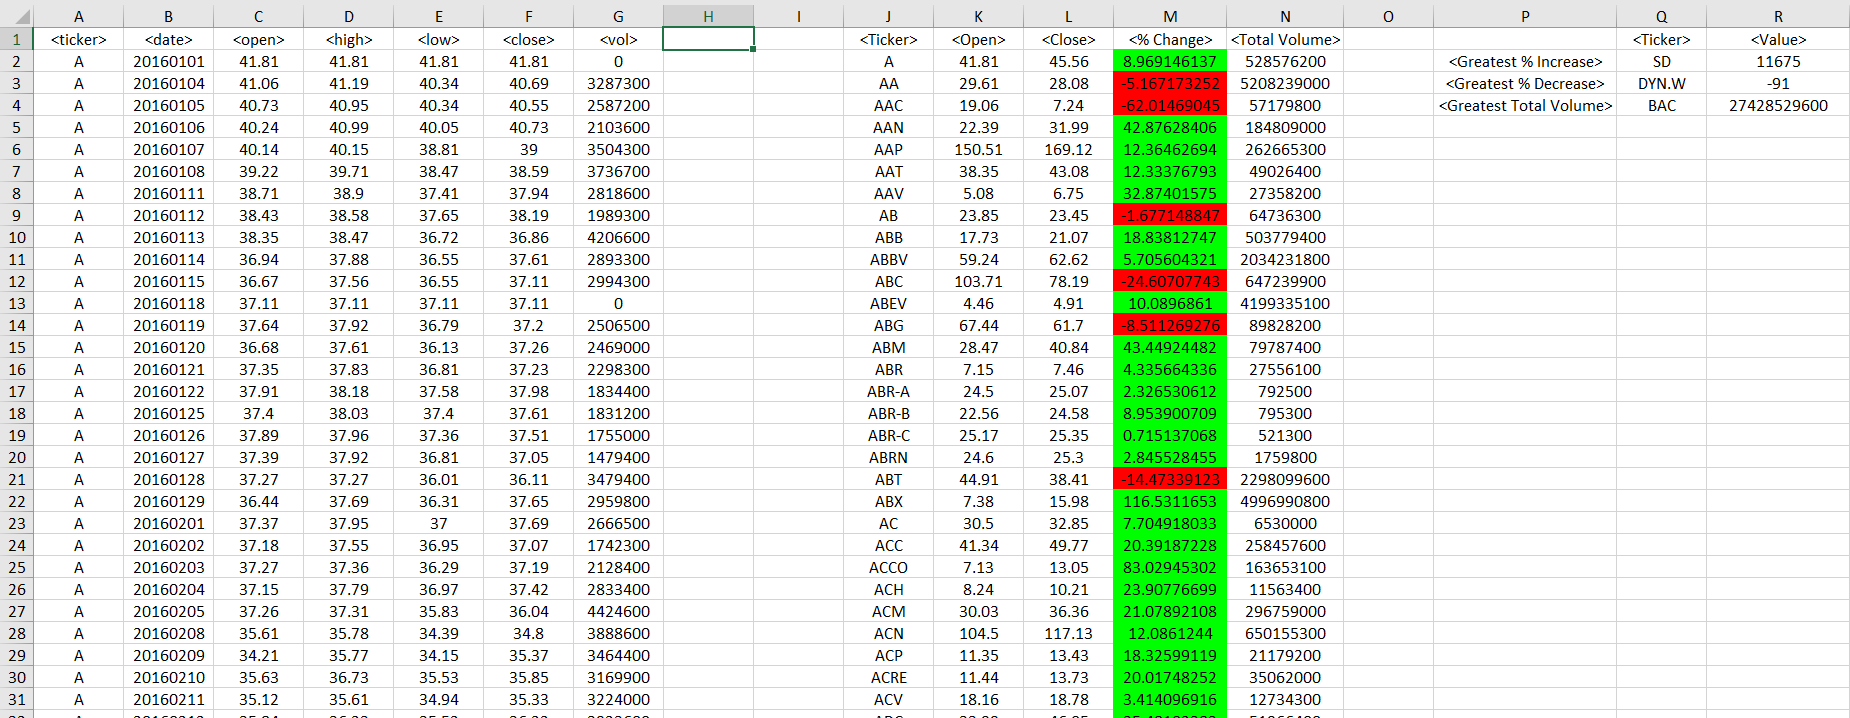 A B C D E F G H I J K L M N O P Q R
1 <ticker> <date> <open> <high> <low> <close> <vol> <Ticker> <Open> <Close> <% Change> <Total Volume> <Ticker> <Value>
2 A 20160101 41.81 41.81 41.81 41.81 0 A 41.81 45.56 8.969146137 528576200 <Greatest % Increase> SD 11675
3 A 20160104 41.06 41.19 40.34 40.69 3287300 AA 29.61 28.08 -5.167173252 5208239000 <Greatest % Decrease> DYN.W -91
4 A 20160105 40.73 40.95 40.34 40.55 2587200 AAC 19.06 7.24 -62.01469045 57179800 <Greatest Total Volume> BAC 27428529600
5 A 20160106 40.24 40.99 40.05 40.73 2103600 AAN 22.39 31.99 42.87628406 184809000
6 A 20160107 40.14 40.15 38.81 39 3504300 AAP 150.51 169.12 12.36462694 262665300
7 A 20160108 39.22 39.71 38.47 38.59 3736700 AAT 38.35 43.08 12.33376793 49026400
8 A 20160111 38.71 38.9 37.41 37.94 2818600 AAV 5.08 6.75 32.87401575 27358200
9 A 20160112 38.43 38.58 37.65 38.19 1989300 AB 23.85 23.45 -1.677148847 64736300
10 A 20160113 38.35 38.47 36.72 36.86 4206600 ABB 17.73 21.07 18.83812747 503779400
11 A 20160114 36.94 37.88 36.55 37.61 2893300 ABBV 59.24 62.62 5.705604321 2034231800
12 A 20160115 36.67 37.56 36.55 37.11 2994300 ABC 103.71 78.19 -24.60707743 647239900
13 A 20160118 37.11 37.11 37.11 37.11 0 ABEV 4.46 4.91 10.0896861 4199335100
14 A 20160119 37.64 37.92 36.79 37.2 2506500 ABG 67.44 61.7 -8.511269276 89828200
15 A 20160120 36.68 37.61 36.13 37.26 2469000 ABM 28.47 40.84 43.44924482 79787400
16 A 20160121 37.35 37.83 36.81 37.23 2298300 ABR 7.15 7.46 4.335664336 27556100
17 A 20160122 37.91 38.18 37.58 37.98 1834400 ABR-A 24.5 25.07 2.326530612 792500
18 A 20160125 37.4 38.03 37.4 37.61 1831200 ABR-B 22.56 24.58 8.953900709 795300
19 A 20160126 37.89 37.96 37.36 37.51 1755000 ABR-C 25.17 25.35 0.715137068 521300
20 A 20160127 37.39 37.92 36.81 37.05 1479400 ABRN 24.6 25.3 2.845528455 1759800
21 A 20160128 37.27 37.27 36.01 36.11 3479400 ABT 44.91 38.41 -14.47339123 2298099600
22 A 20160129 36.44 37.69 36.31 37.65 2959800 ABX 7.38 15.98 116.5311653 4996990800
23 A 20160201 37.37 37.95 37 37.69 2666500 AC 30.5 32.85 7.704918033 6530000
24 A 20160202 37.18 37.55 36.95 37.07 1742300 ACC 41.34 49.77 20.39187228 258457600
25 A 20160203 37.27 37.36 36.29 37.19 2128400 ACCO 7.13 13.05 83.02945302 163653100
26 A 20160204 37.15 37.79 36.97 37.42 2833400 ACH 8.24 10.21 23.90776699 11563400
27 A 20160205 37.26 37.31 35.83 36.04 4424600 ACM 30.03 36.36 21.07892108 296759000
28 A 20160208 35.61 35.78 34.39 34.8 3888600 ACN 104.5 117.13 12.0861244 650155300
29 A 20160209 34.21 35.77 34.15 35.37 3464400 ACP 11.35 13.43 18.32599119 21179200
30 A 20160210 35.63 36.73 35.53 35.85 3169900 ACRE 11.44 13.73 20.01748252 35062000
31 A 20160211 35.12 35.61 34.94 35.33 3224000 ACV 18.16 18.78 3.414096916 12734300